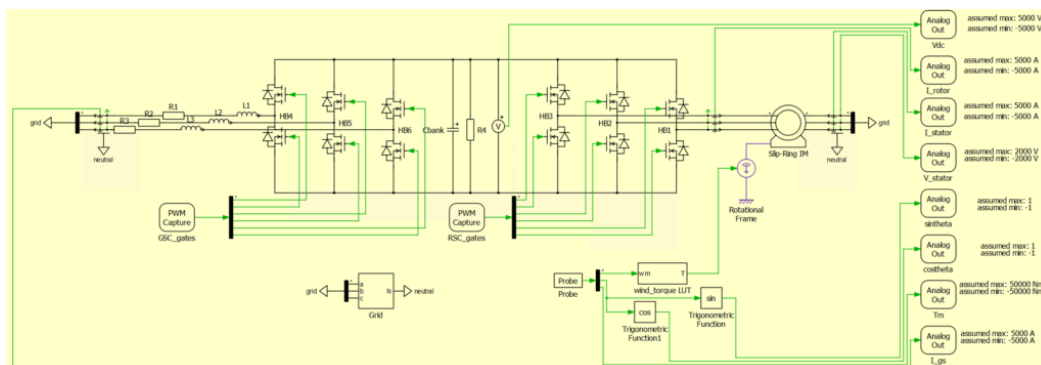 Analog
Out
Vdc
assumed max: 5000 V
assumed min: -5000 V
Analog
Out
I_rotor
assumed max: 5000 A
assumed min: -5000 A
Analog
Out
I_stator
assumed max: 5000 A
assumed min: -5000 A
Analog
Out
V_stator
assumed max: 2000 V
assumed min: -2000 V
Analog
Out
sintheta
assumed max: 1
assumed min: -1
Analog
Out
costheta
assumed max: 1
assumed min: -1
Analog
Out
Tm
assumed max: 50000 Nm
assumed min: -50000 Nm
Analog
Out
I_gs
assumed max: 5000 A
assumed min: -5000 A
grid
neutral
R1
R2
R3
L1
L2
L3
HB4
HB5
HB6
Cbank
R4
V
HB3
HB2
HB1
Slip-Ring IM
neutral
grid
Rotational
Frame
PWM
Capture
GSC_gates
PWM
Capture
RSC_gates
grid
a
b
c
N
neutral
Grid
Probe
Probe
wm
T
wind_torque LUT
sin
Trigonometric
Function
cos
Trigonometric
Function1